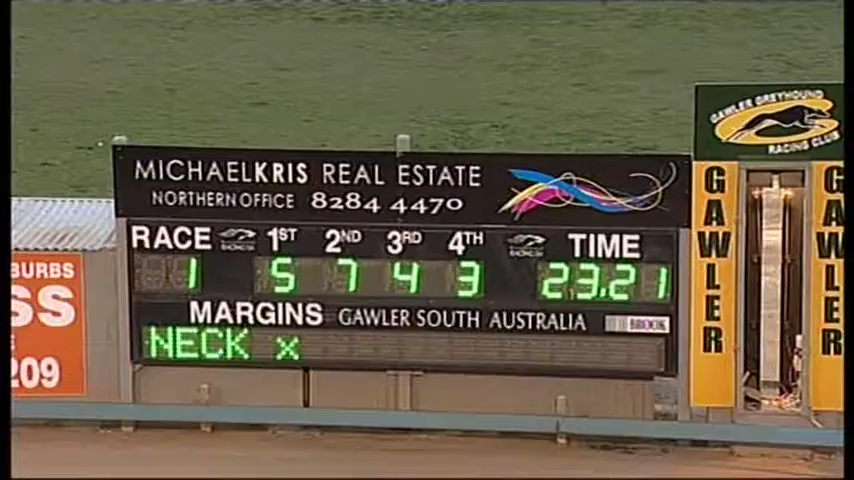 GAWLER GREYHOUND
RACING CLUB
MICHAELKRIS REAL ESTATE
NORTHERN OFFICE 8284 4470
RACE 1ST 2ND 3RD 4TH TIME
1 5 7 4 3 23.21
MARGINS GAWLER SOUTH AUSTRALIA BROOK
NECK x
BURBS
SS
209
GAWLER
GAWLER